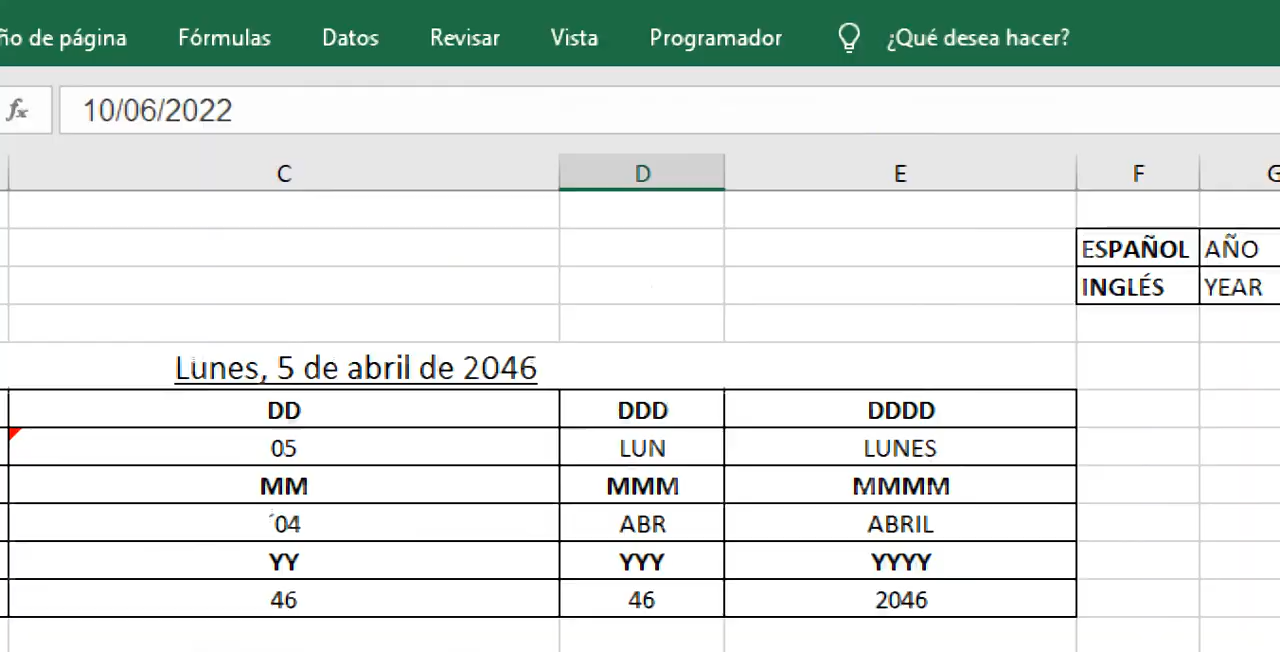 ño de página Fórmulas Datos Revisar Vista Programador ¿Qué desea hacer?
fx 10/06/2022
C D E F G
ESPAÑOL AÑO
INGLÉS YEAR
Lunes, 5 de abril de 2046
DD DDD DDDD
05 LUN LUNES
MM MMM MMMM
´04 ABR ABRIL
YY YYY YYYY
46 46 2046